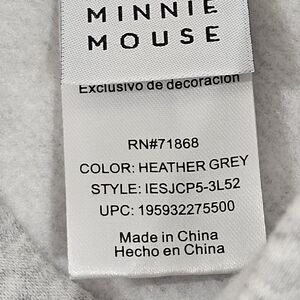 MINNIE
MOUSE
Exclusivo de decoración
RN#71868
COLOR: HEATHER GREY
STYLE: IESJCP5-3L52
UPC: 195932275500
Made in China
Hecho en China